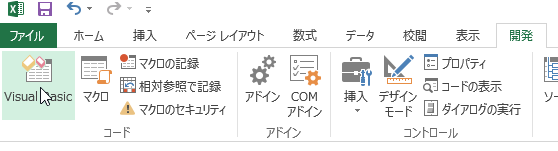 ファイル ホーム 挿入 ページ レイアウト 数式 データ 校閲 表示 開発
Visual Basic
マクロ
マクロの記録
相対参照で記録
マクロのセキュリティ
コード
アドイン
COM
アドイン
アドイン
挿入
デザイン
モード
プロパティ
コードの表示
ダイアログの実行
コントロール
ソー